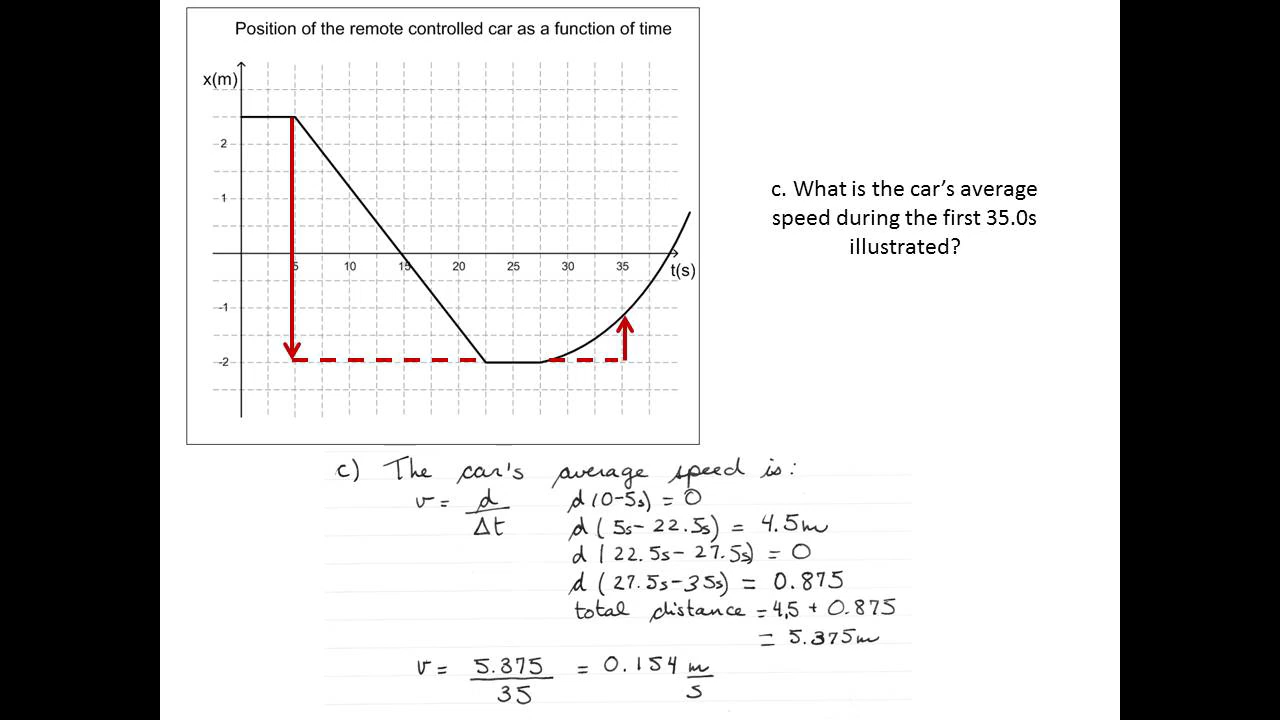 Position of the remote controlled car as a function of time
x(m)
2
1
5 10 15 20 25 30 35
t(s)
-1
-2
c. What is the car's average
speed during the first 35.0s
illustrated?
c) The car's average speed is:
v = d/Δt
d(0-5s) = 0
d(5s-22.5s) = 4.5m
d(22.5s-27.5s) = 0
d(27.5s-35s) = 0.875
total distance = 4,5 + 0.875
= 5.375m
v = 5.375/35 = 0.154 m/s